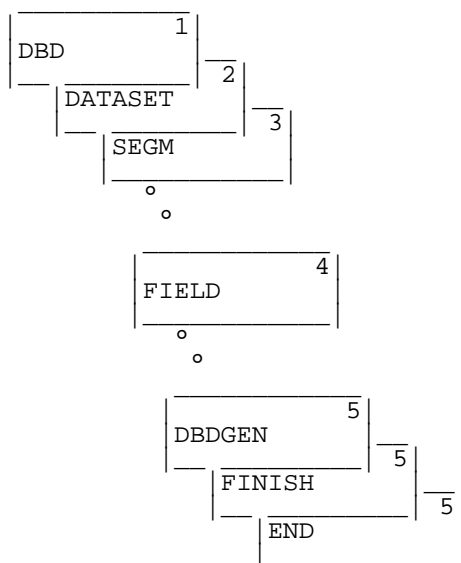 1
DBD
2
DATASET
3
SEGM
4
FIELD
5
DBDGEN
5
FINISH
5
END